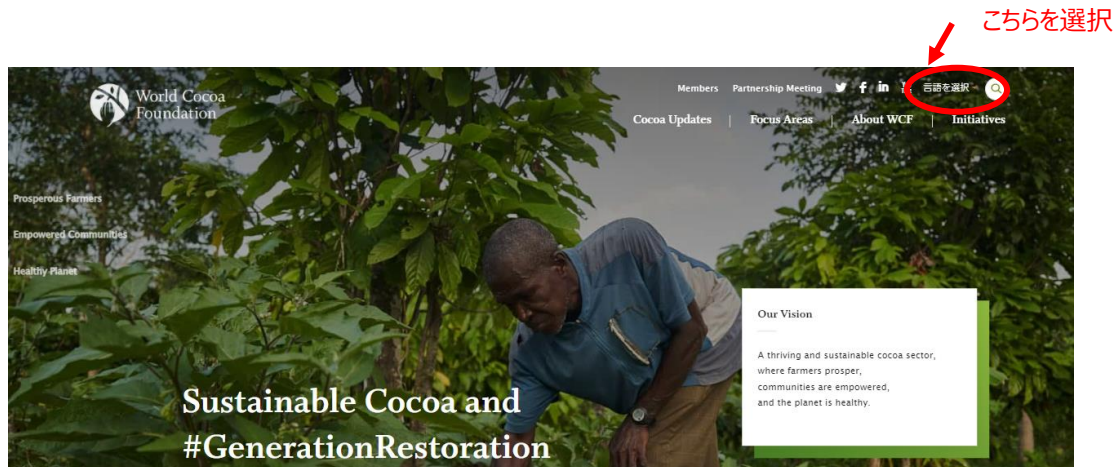 こちらを選択
World Cocoa
Foundation
Members Partnership Meeting 言語を選択
Cocoa Updates | Focus Areas | About WCF | Initiatives
Prosperous Farmers
Empowered Communities
Healthy Planet
Our Vision
A thriving and sustainable cocoa sector,
where farmers prosper,
communities are empowered,
and the planet is healthy.
Sustainable Cocoa and
#GenerationRestoration